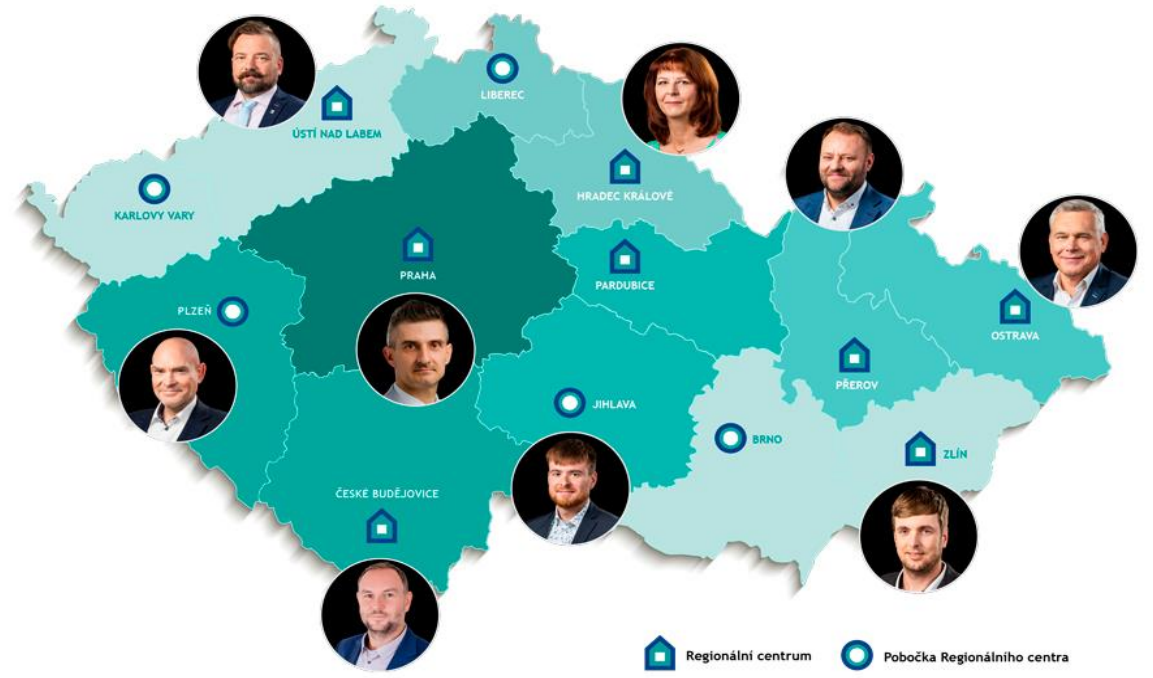 LIBEREC
ÚSTÍ NAD LABEM
HRADEC KRÁLOVÉ
KARLOVY VARY
PRAHA
PARDUBICE
PLZEŇ
OSTRAVA
PŘEROV
JIHLAVA
BRNO
ZLÍN
ČESKÉ BUDĚJOVICE
Regionální centrum
Pobočka Regionálního centra